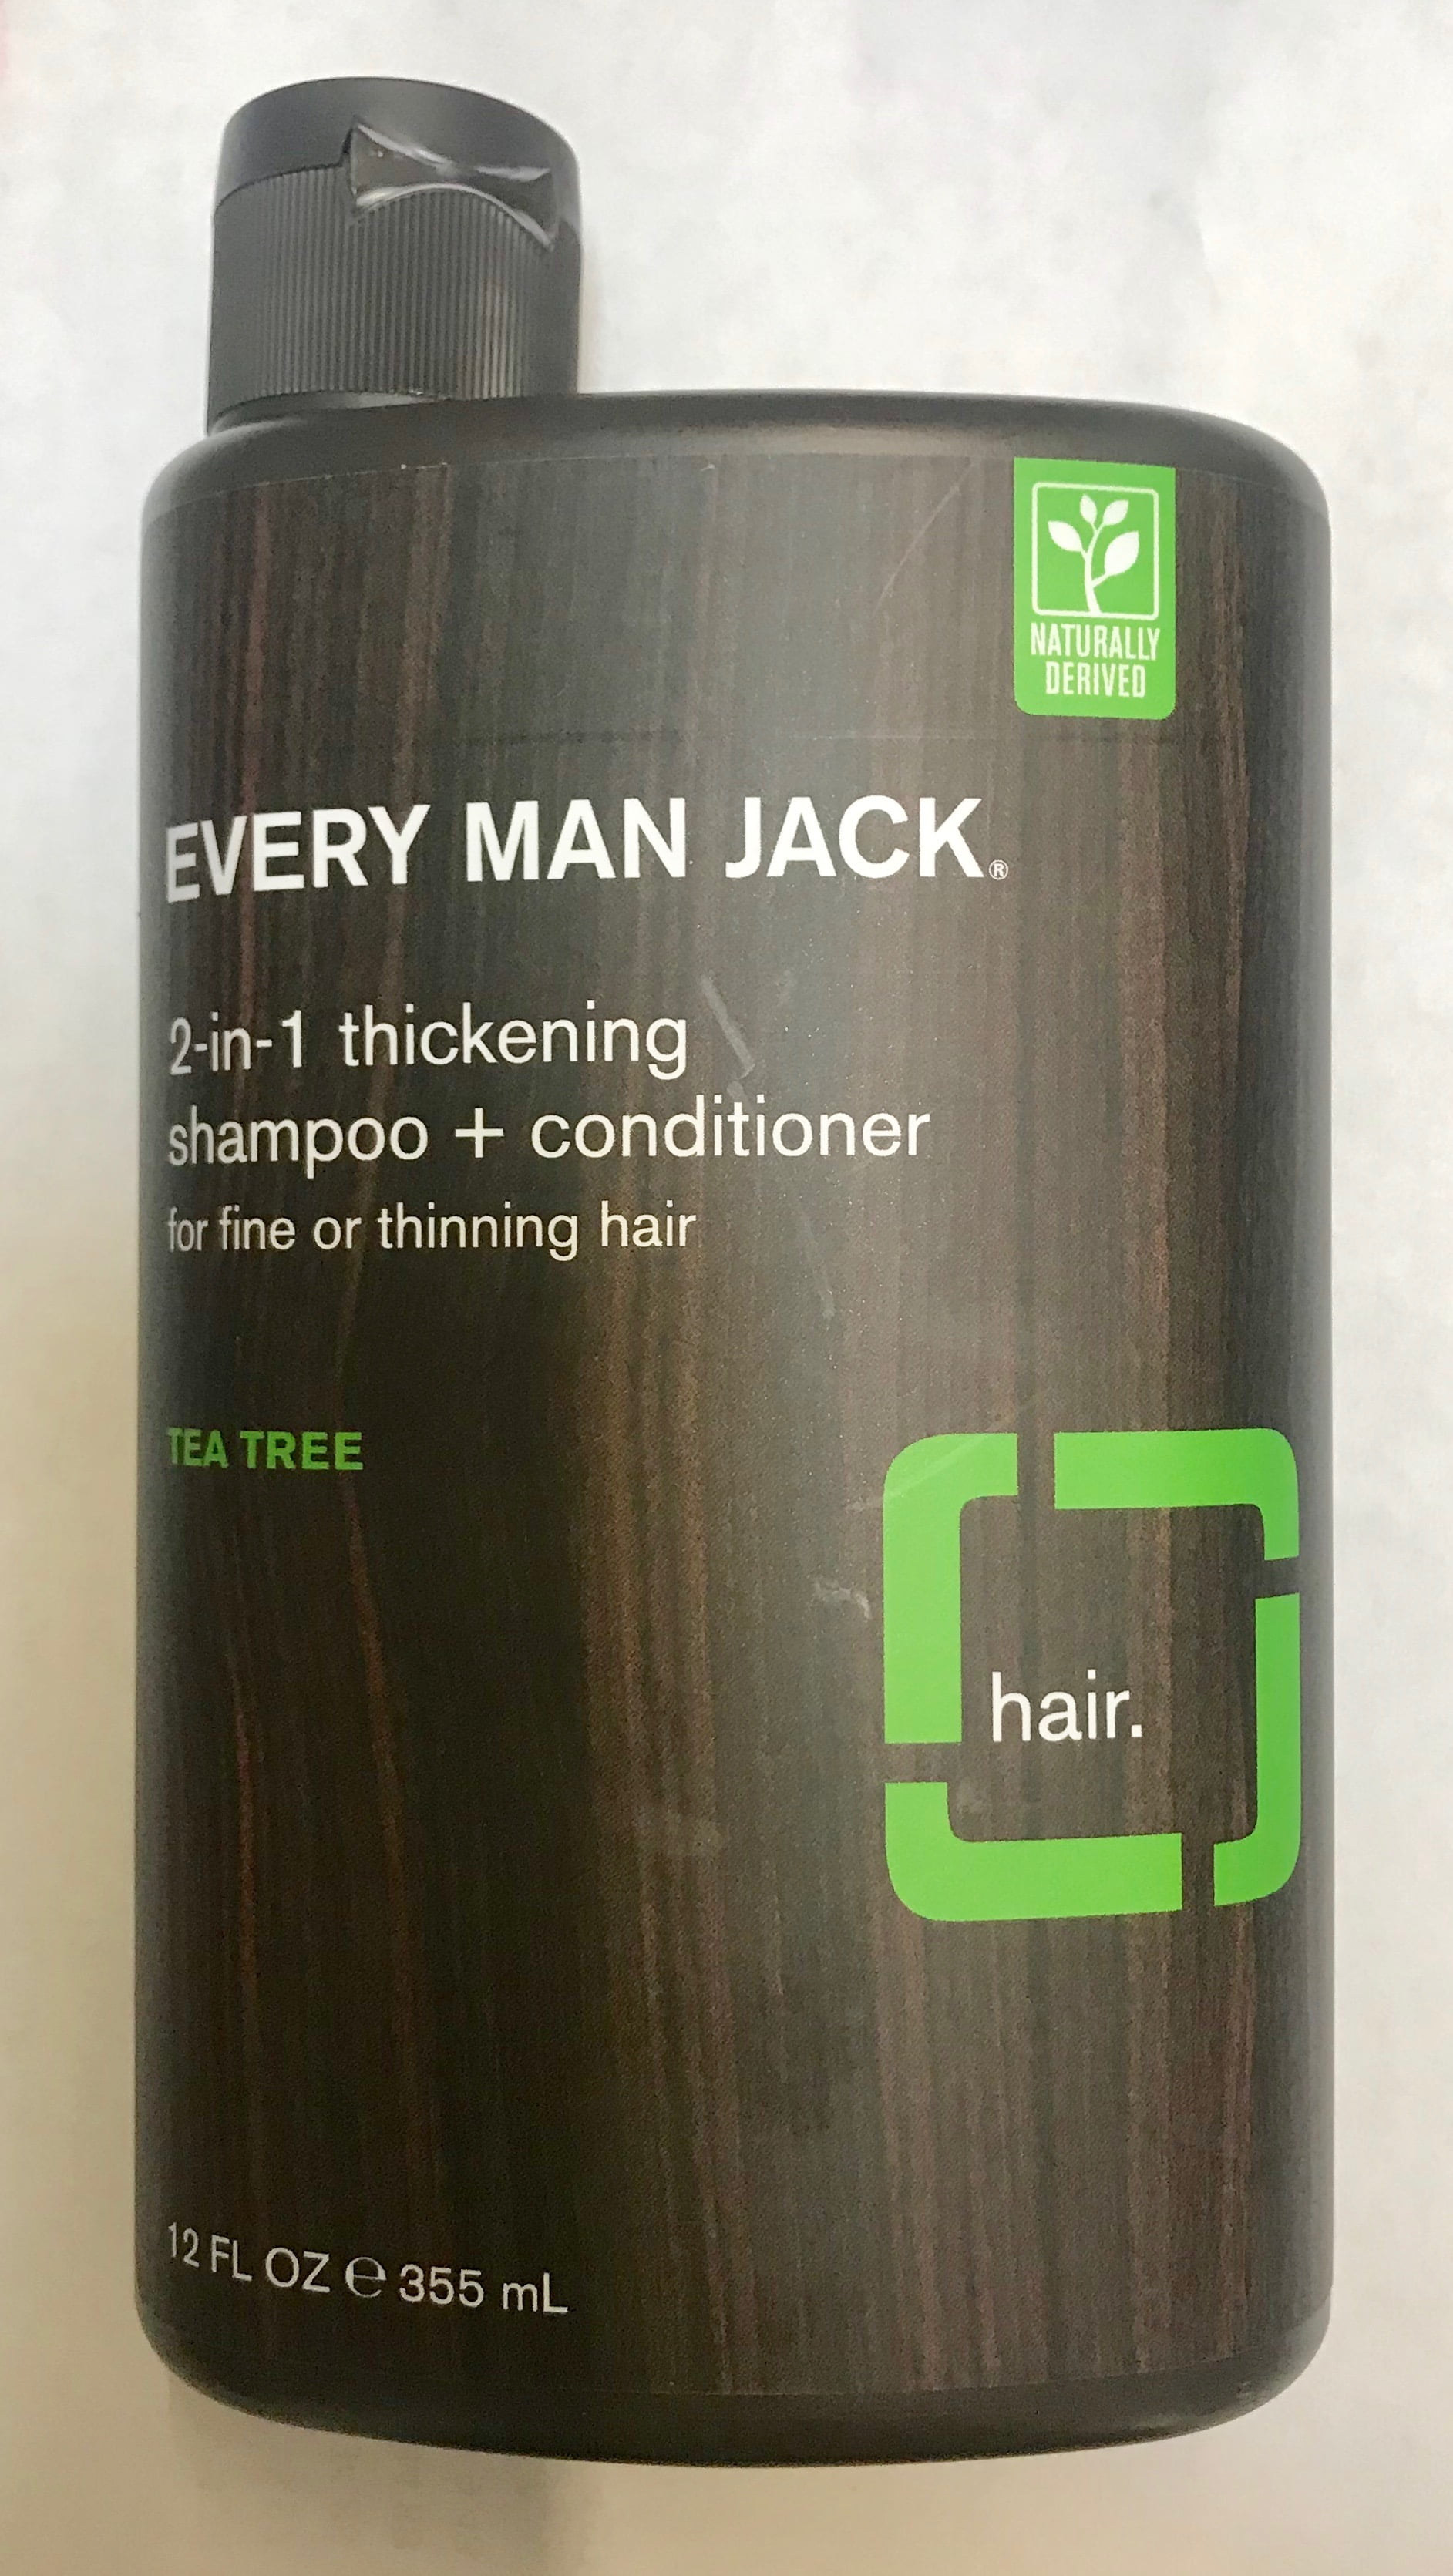 NATURALLY
DERIVED
EVERY MAN JACK®
2-in-1 thickening
shampoo + conditioner
for fine or thinning hair
TEA TREE
hair.
12 FL OZ ℮ 355 mL